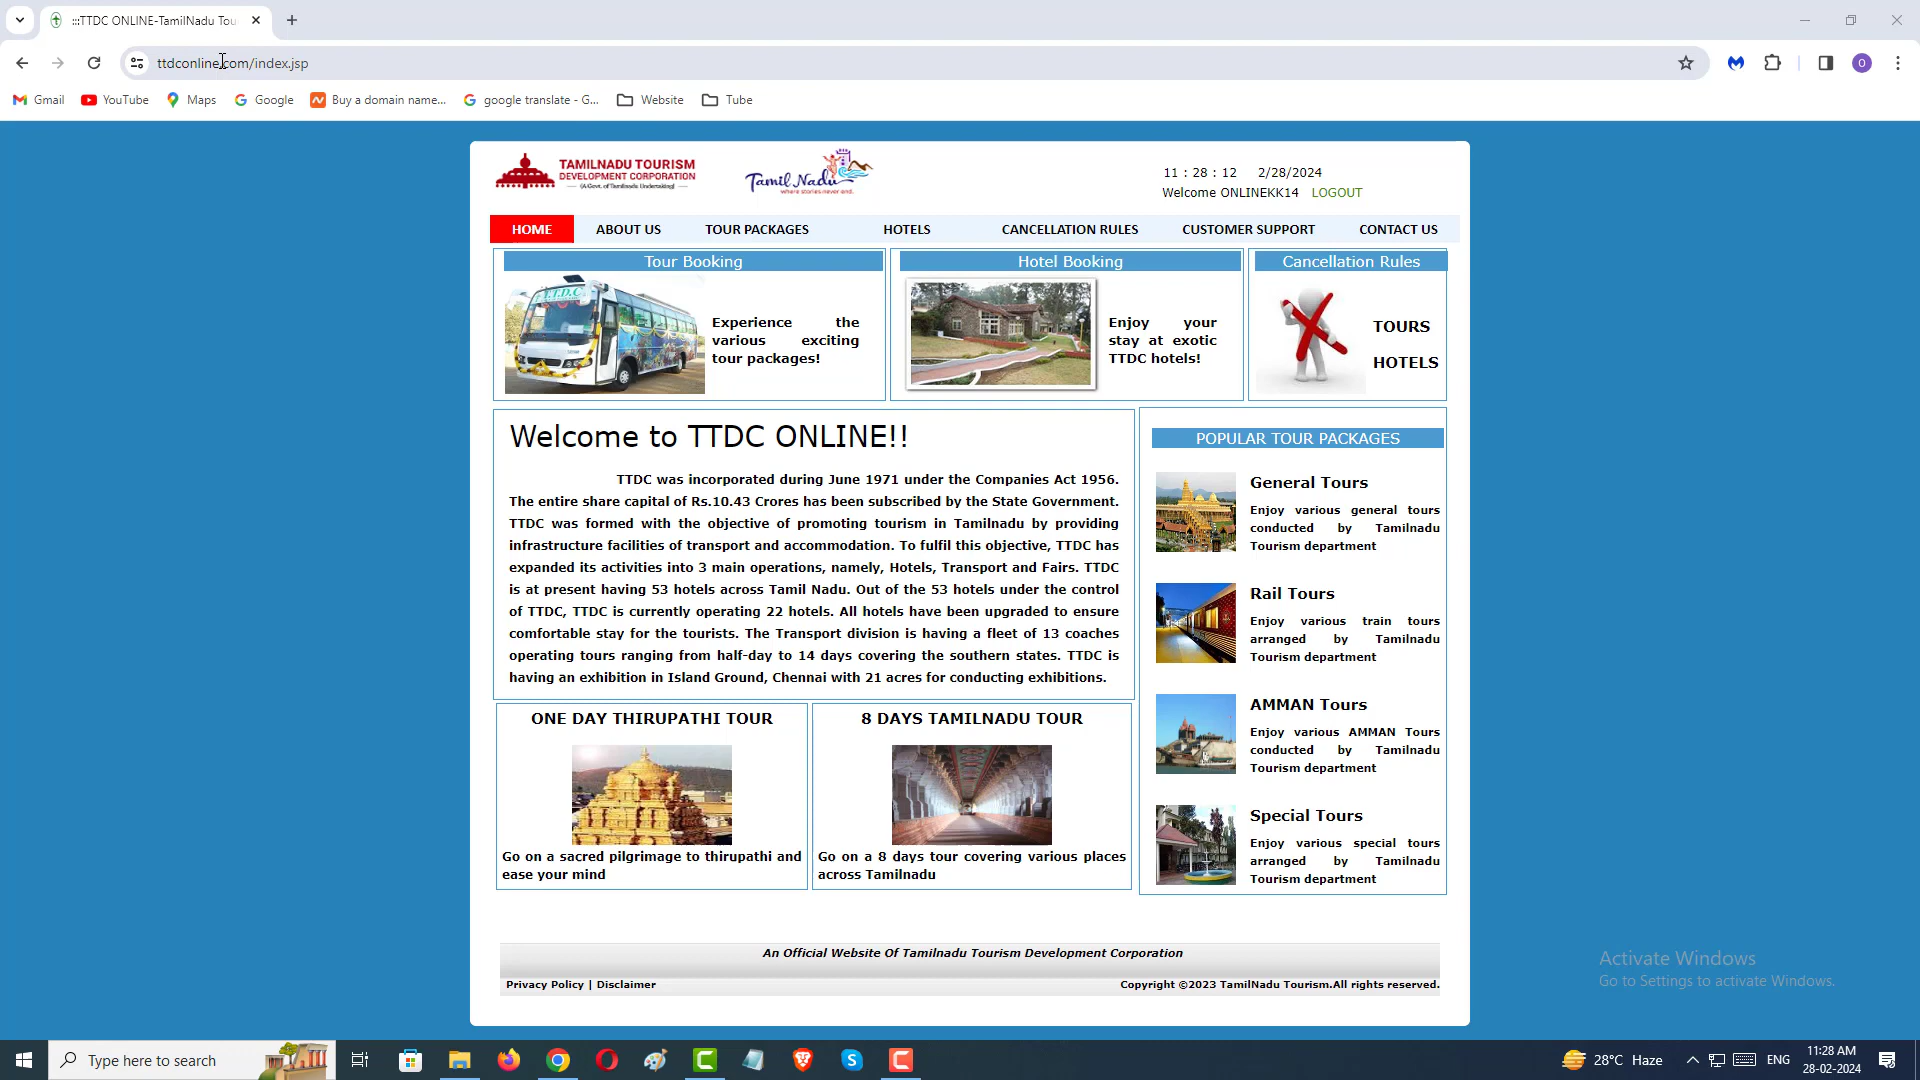 :::TTDC ONLINE-TamilNadu Tou
ttdconline.com/index.jsp
O
Gmail YouTube Maps Google Buy a domain name... google translate - G... Website Tube
TAMILNADU TOURISM
DEVELOPMENT CORPORATION
(A Govt. of Tamilnadu Undertaking)
Tamil Nadu
where stories never end.
11 : 28 : 12 2/28/2024
Welcome ONLINEKK14 LOGOUT
HOME ABOUT US TOUR PACKAGES HOTELS CANCELLATION RULES CUSTOMER SUPPORT CONTACT US
Tour Booking
Experience the
various exciting
tour packages!
Hotel Booking
Enjoy your
stay at exotic
TTDC hotels!
Cancellation Rules
TOURS
HOTELS
Welcome to TTDC ONLINE!!
TTDC was incorporated during June 1971 under the Companies Act 1956.
The entire share capital of Rs.10.43 Crores has been subscribed by the State Government.
TTDC was formed with the objective of promoting tourism in Tamilnadu by providing
infrastructure facilities of transport and accommodation. To fulfil this objective, TTDC has
expanded its activities into 3 main operations, namely, Hotels, Transport and Fairs. TTDC
is at present having 53 hotels across Tamil Nadu. Out of the 53 hotels under the control
of TTDC, TTDC is currently operating 22 hotels. All hotels have been upgraded to ensure
comfortable stay for the tourists. The Transport division is having a fleet of 13 coaches
operating tours ranging from half-day to 14 days covering the southern states. TTDC is
having an exhibition in Island Ground, Chennai with 21 acres for conducting exhibitions.
POPULAR TOUR PACKAGES
General Tours
Enjoy various general tours
conducted by Tamilnadu
Tourism department
Rail Tours
Enjoy various train tours
arranged by Tamilnadu
Tourism department
AMMAN Tours
Enjoy various AMMAN Tours
conducted by Tamilnadu
Tourism department
Special Tours
Enjoy various special tours
arranged by Tamilnadu
Tourism department
ONE DAY THIRUPATHI TOUR
Go on a sacred pilgrimage to thirupathi and
ease your mind
8 DAYS TAMILNADU TOUR
Go on a 8 days tour covering various places
across Tamilnadu
An Official Website Of Tamilnadu Tourism Development Corporation
Privacy Policy | Disclaimer
Copyright ©2023 TamilNadu Tourism.All rights reserved.
Activate Windows
Go to Settings to activate Windows.
Type here to search
28°C Haze
ENG
11:28 AM
28-02-2024